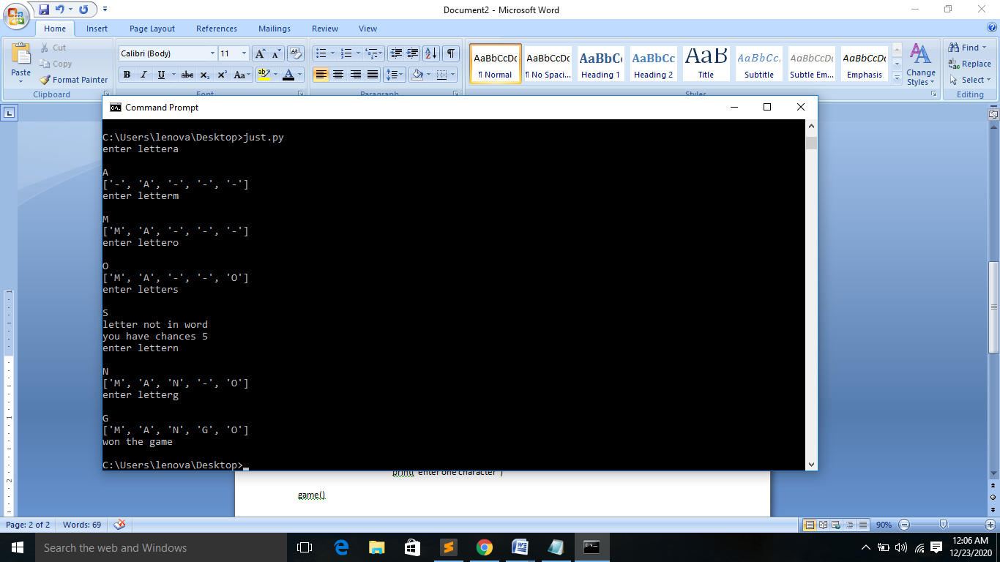 Document2 - Microsoft Word
Home Insert Page Layout References Mailings Review View
Paste
Cut
Copy
Format Painter
Clipboard
Calibri (Body) 11
Font
Paragraph
AaBbCcDc AaBbCcDc AaBbC AaBbCc AaB AaBbCc. AaBbCcDc AaBbCcDc
¶ Normal ¶ No Spaci... Heading 1 Heading 2 Title Subtitle Subtle Em... Emphasis
Change
Styles
Styles
Find
Replace
Select
Editing
Command Prompt
C:\Users\lenova\Desktop>just.py
enter lettera
A
['-', 'A', '-', '-', '-']
enter letterm
M
['M', 'A', '-', '-', '-']
enter lettero
O
['M', 'A', '-', '-', 'O']
enter letters
S
letter not in word
you have chances 5
enter lettern
N
['M', 'A', 'N', '-', 'O']
enter letterg
G
['M', 'A', 'N', 'G', 'O']
won the game
C:\Users\lenova\Desktop>
print("enter one character")
game()
Page: 2 of 2 Words: 69 90%
Search the web and Windows
12:06 AM
12/23/2020